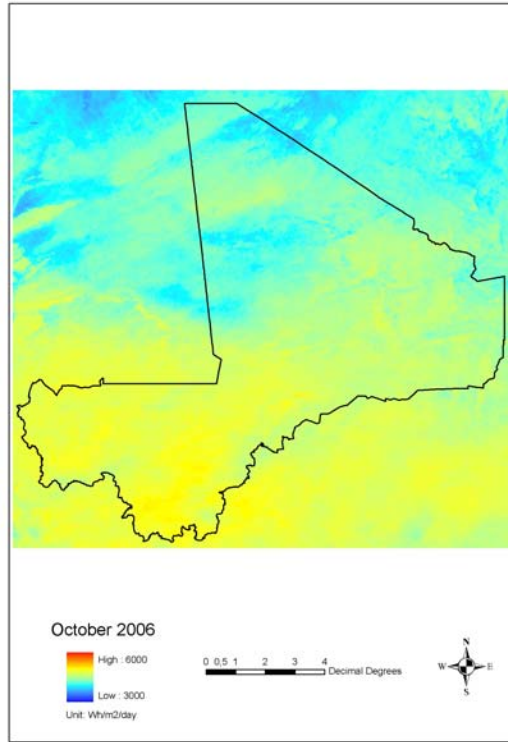 October 2006
High : 6000
Low : 3000
Unit: Wh/m2/day
0 0,5 1 2 3 4
Decimal Degrees
N
W E
S